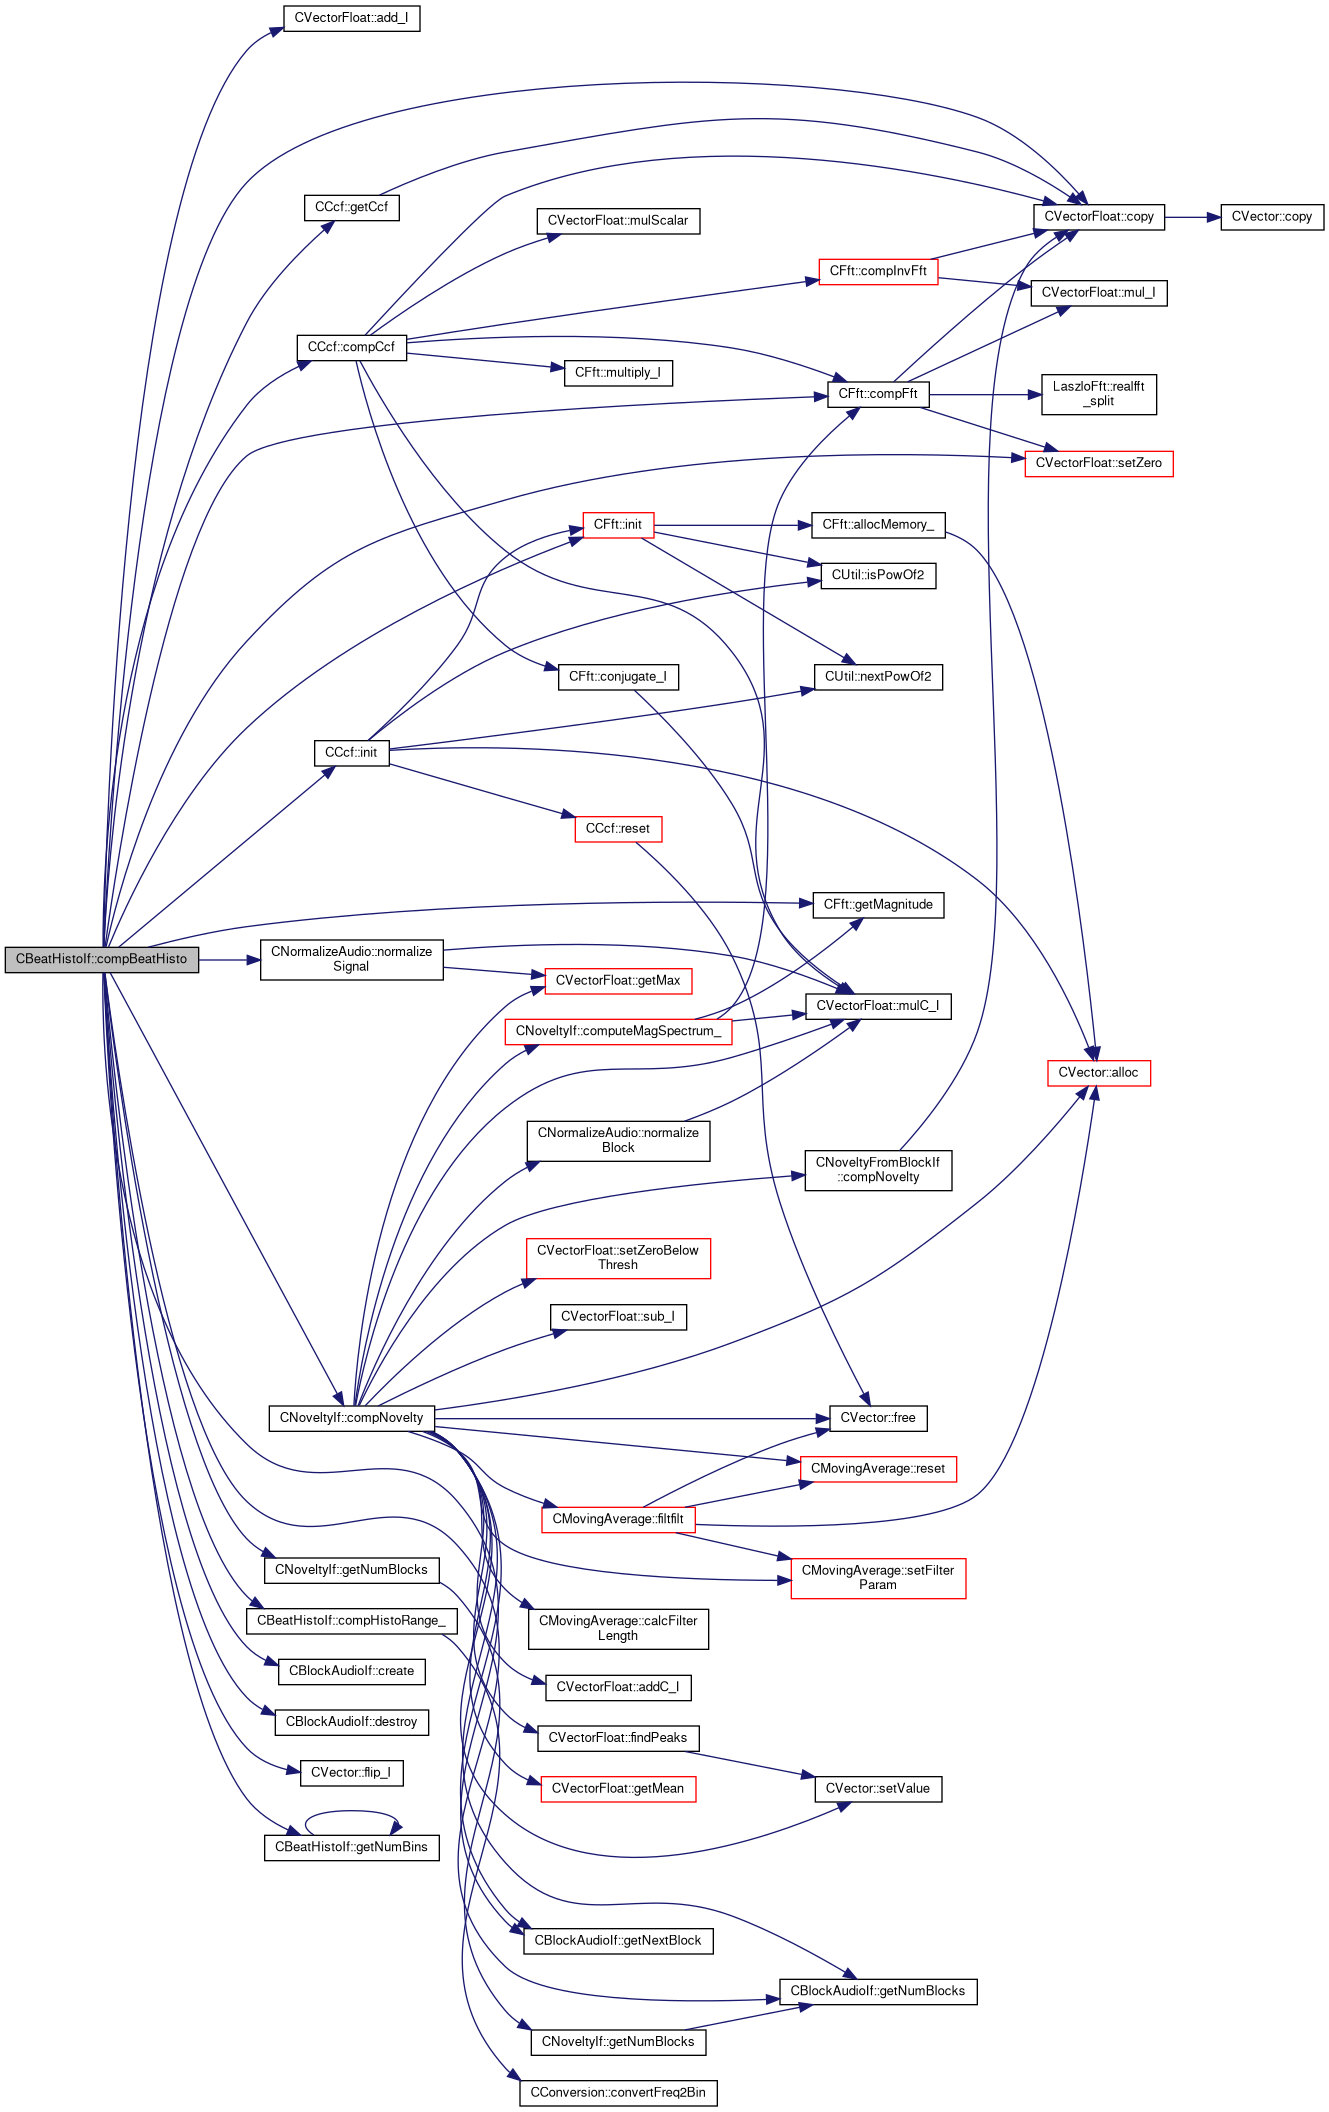 CVectorFloat::add_I
CCcf::getCcf
CVectorFloat::copy
CVector::copy
CVectorFloat::mulScalar
CFft::compInvFft
CVectorFloat::mul_I
CCcf::compCcf
CFft::multiply_I
CFft::compFft
LaszloFft::realfft
_split
CVectorFloat::setZero
CFft::init
CFft::allocMemory_
CUtil::isPowOf2
CFft::conjugate_I
CUtil::nextPowOf2
CCcf::init
CCcf::reset
CFft::getMagnitude
CBeatHistoIf::compBeatHisto
CNormalizeAudio::normalize
Signal
CVectorFloat::getMax
CVectorFloat::mulC_I
CNoveltyIf::computeMagSpectrum_
CVector::alloc
CNormalizeAudio::normalize
Block
CNoveltyFromBlockIf
::compNovelty
CVectorFloat::setZeroBelow
Thresh
CVectorFloat::sub_I
CNoveltyIf::compNovelty
CVector::free
CMovingAverage::reset
CMovingAverage::filtfilt
CNoveltyIf::getNumBlocks
CMovingAverage::setFilter
Param
CBeatHistoIf::compHistoRange_
CMovingAverage::calcFilter
Length
CBlockAudioIf::create
CVectorFloat::addC_I
CBlockAudioIf::destroy
CVectorFloat::findPeaks
CVector::flip_I
CVectorFloat::getMean
CVector::setValue
CBeatHistoIf::getNumBins
CBlockAudioIf::getNextBlock
CBlockAudioIf::getNumBlocks
CNoveltyIf::getNumBlocks
CConversion::convertFreq2Bin